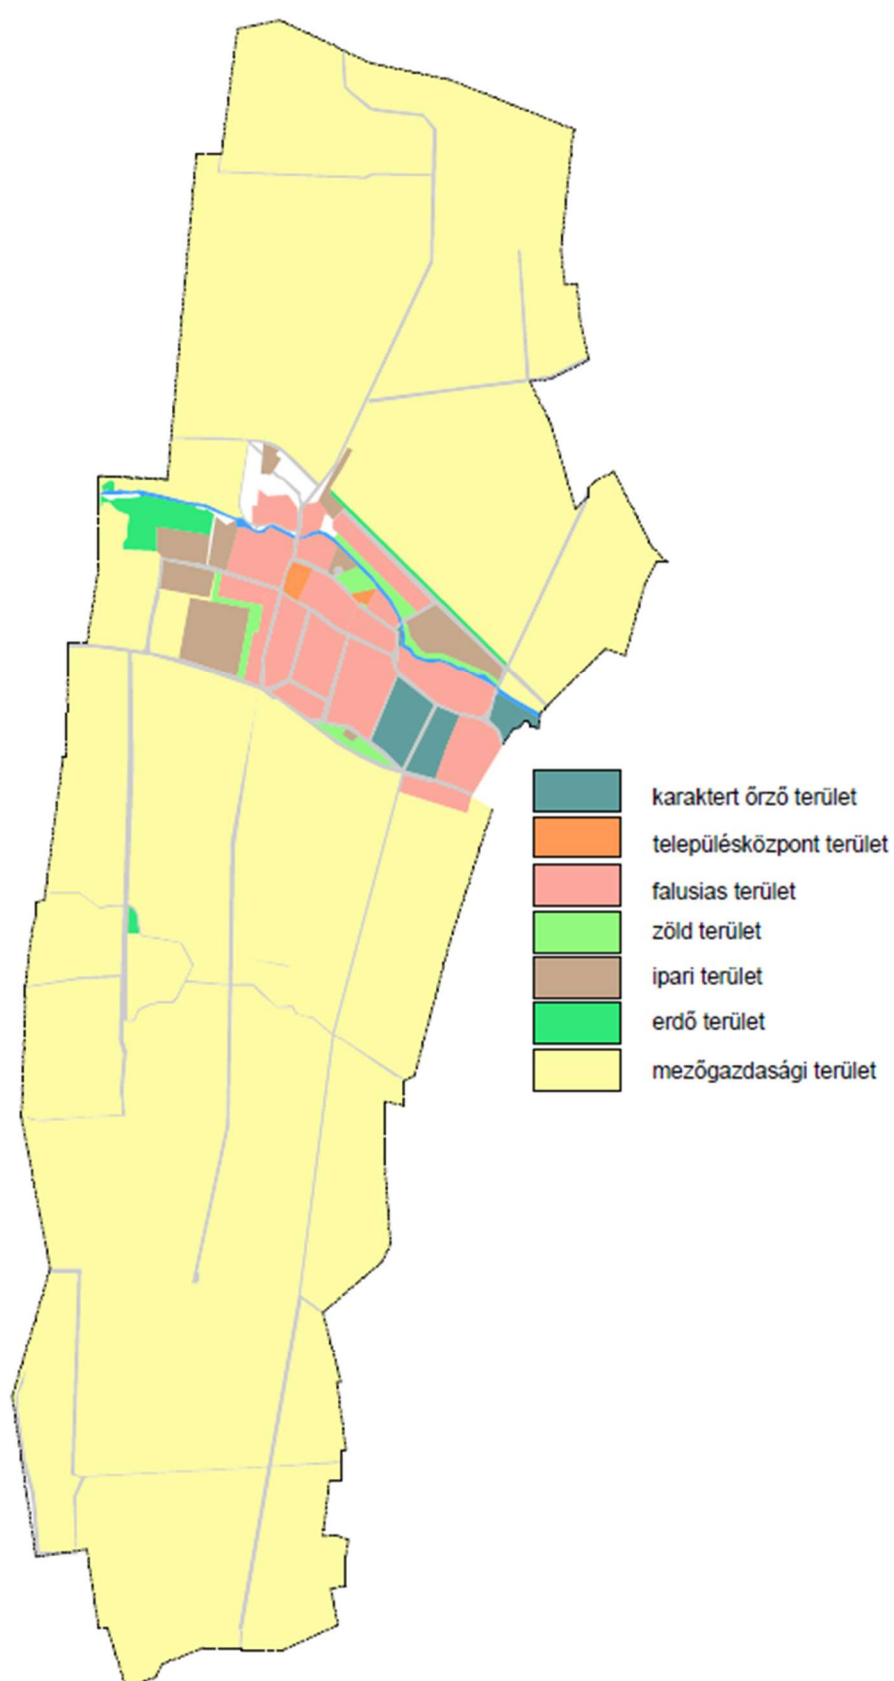 karaktert őrző terület
településközpont terület
falusias terület
zöld terület
ipari terület
erdő terület
mezőgazdasági terület